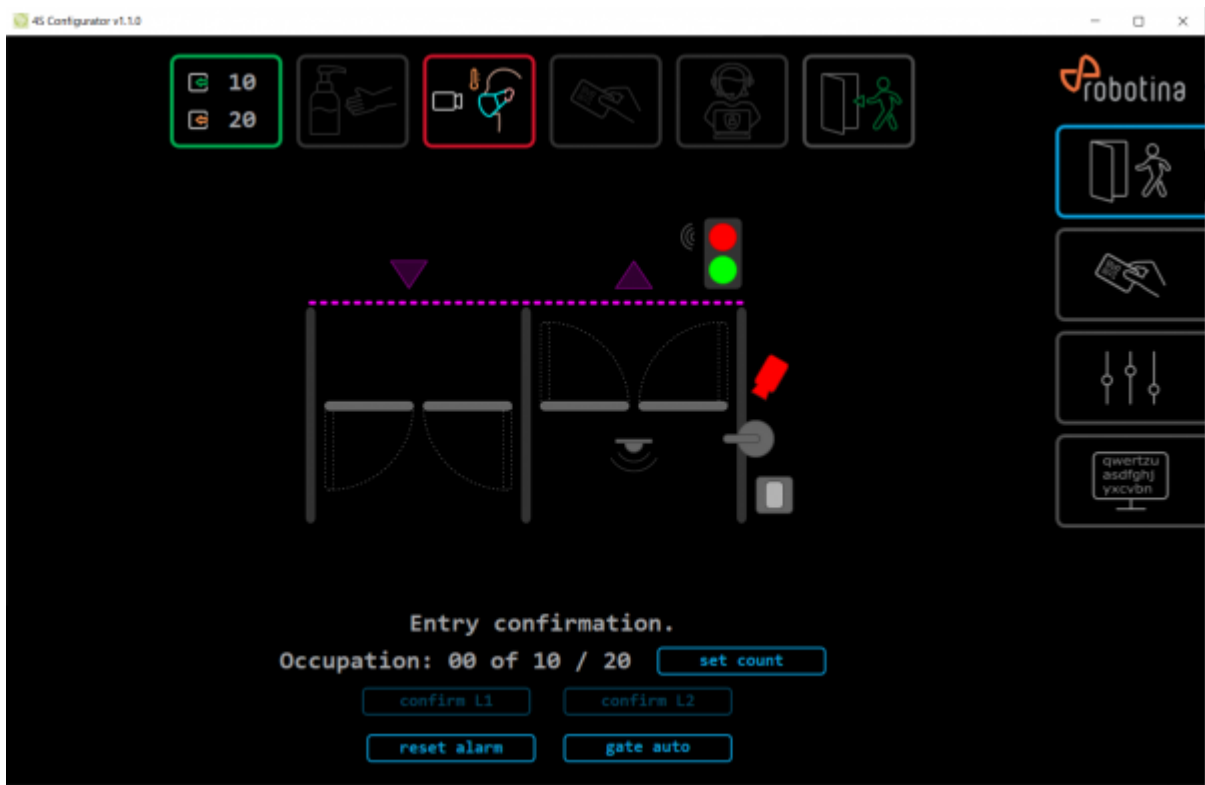 4S Configurator v1.1.0
10
20
robotina
qwertzu
asdfghj
yxcvbn
Entry confirmation.
Occupation: 00 of 10 / 20 set count
confirm L1 confirm L2
reset alarm gate auto